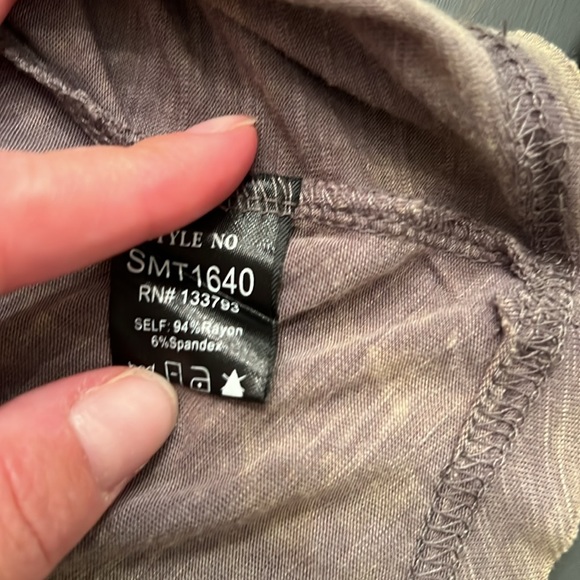 STYLE NO
SMT1640
RN# 133793
SELF: 94%Rayon
6%Spandex